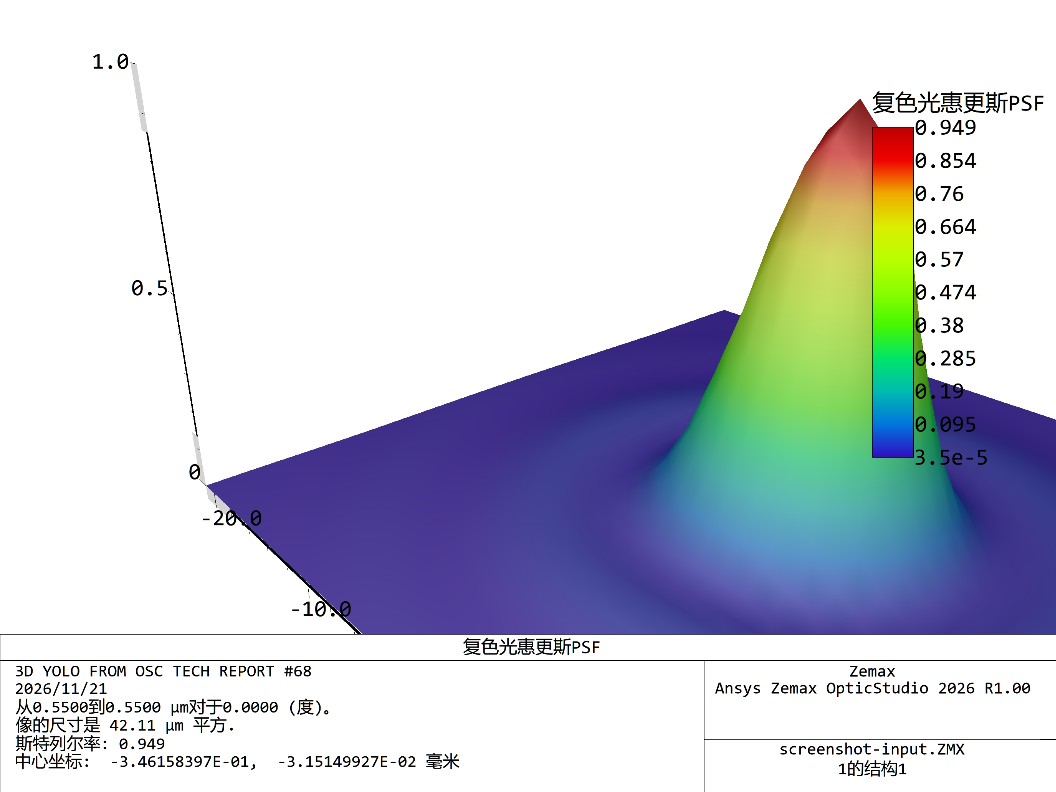 1.0
0.5
0
-20.0
-10.0
复色光惠更斯PSF
0.949
0.854
0.76
0.664
0.57
0.474
0.38
0.285
0.19
0.095
3.5e-5
复色光惠更斯PSF
3D YOLO FROM OSC TECH REPORT #68
2026/11/21
从0.5500到0.5500 µm对于0.0000 (度)。
像的尺寸是 42.11 µm 平方.
斯特列尔率: 0.949
中心坐标: -3.46158397E-01, -3.15149927E-02 毫米
Zemax
Ansys Zemax OpticStudio 2026 R1.00
screenshot-input.ZMX
1的结构1